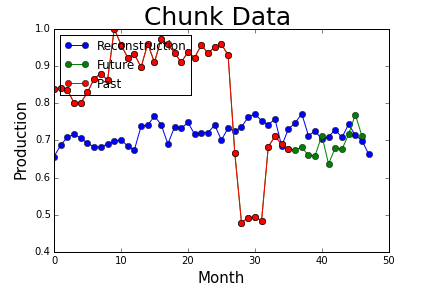 Chunk Data
1.0
0.9
0.8
0.7
0.6
0.5
0.4
Production
Reconstruction
Future
Past
0 10 20 30 40 50
Month